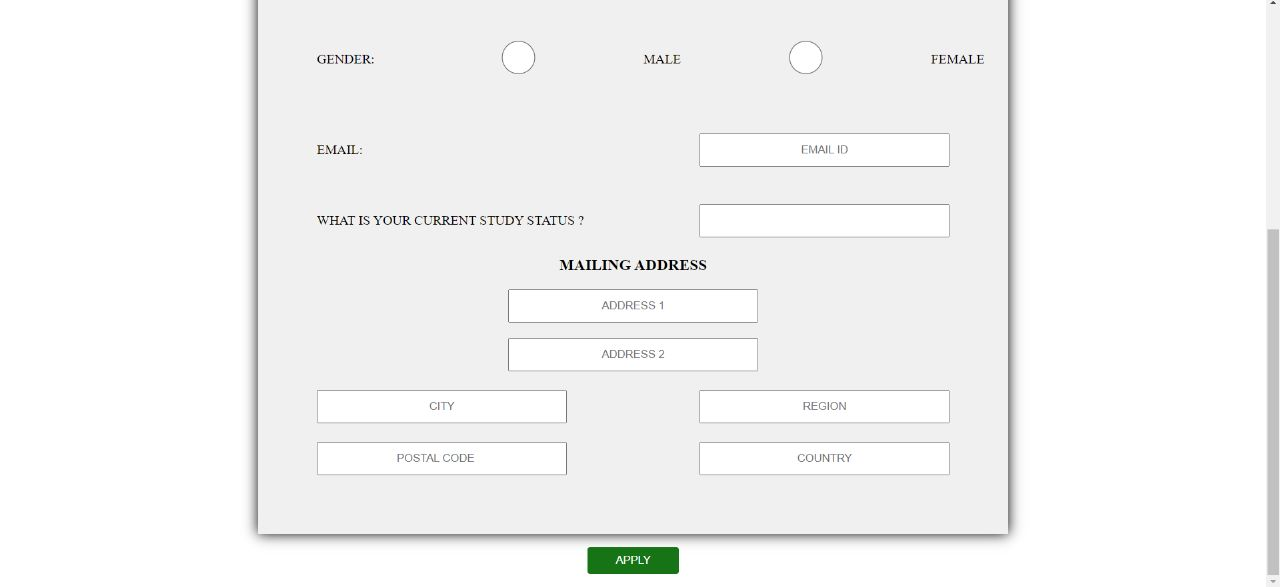 GENDER: MALE FEMALE
EMAIL: EMAIL ID
WHAT IS YOUR CURRENT STUDY STATUS ?
MAILING ADDRESS
ADDRESS 1
ADDRESS 2
CITY REGION
POSTAL CODE COUNTRY
APPLY